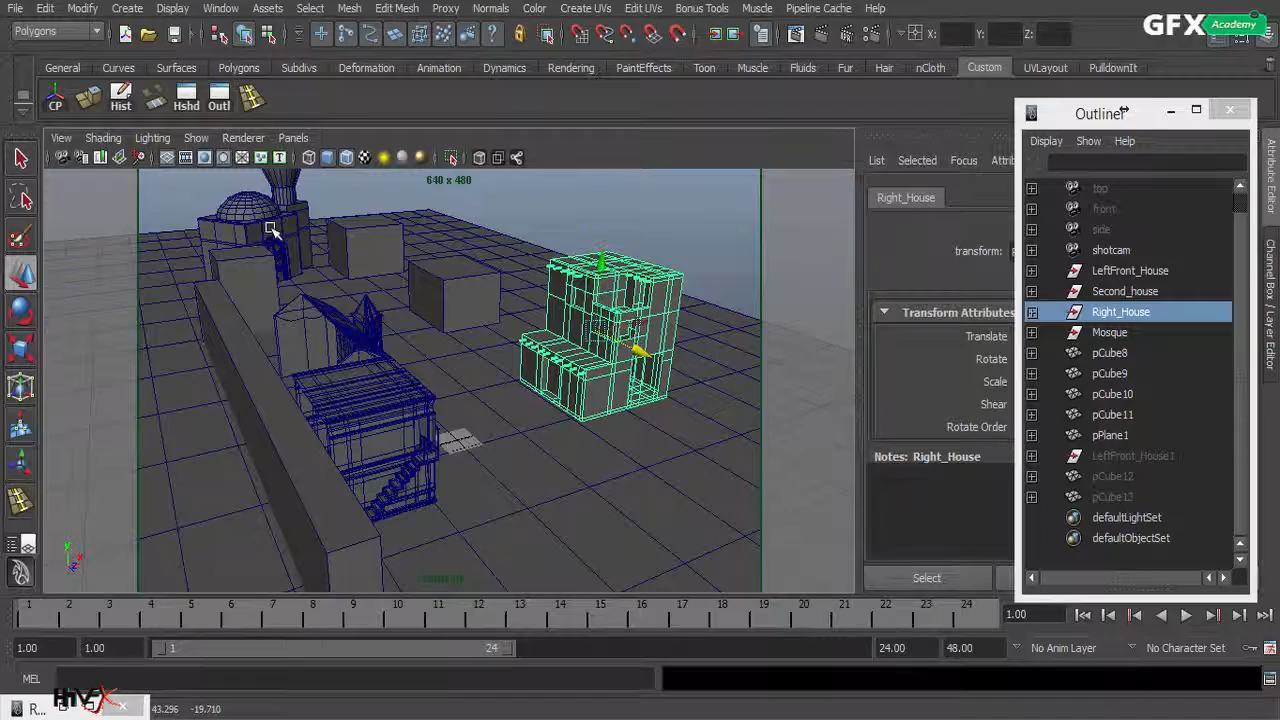 File Edit Modify Create Display Window Assets Select Mesh Edit Mesh Proxy Normals Color Create UVs Edit UVs Bonus Tools Muscle Pipeline Cache Help
GFX Academy
Polygons
X: Y: Z:
General Curves Surfaces Polygons Subdivs Deformation Animation Dynamics Rendering PaintEffects Toon Muscle Fluids Fur Hair nCloth Custom UVLayout PulldownIt
CP Hist Hshd Outl
View Shading Lighting Show Renderer Panels
640 x 480
List Selected Focus Attri
Right_House
transform:
Transform Attributes
Translate
Rotate
Scale
Shear
Rotate Order
Notes: Right_House
Select
Outliner
Display Show Help
top
front
side
shotcam
LeftFront_House
Second_house
Right_House
Mosque
pCube8
pCube9
pCube10
pCube11
pPlane1
LeftFront_House1
pCube12
pCube13
defaultLightSet
defaultObjectSet
Attribute Editor
Channel Box / Layer Editor
y
x
z
1 2 3 4 5 6 7 8 9 10 11 12 13 14 15 16 17 18 19 20 21 22 23 24
1.00
1.00 1.00 1 24 24.00 48.00 No Anim Layer No Character Set
MEL
R...
43.296 -19.710